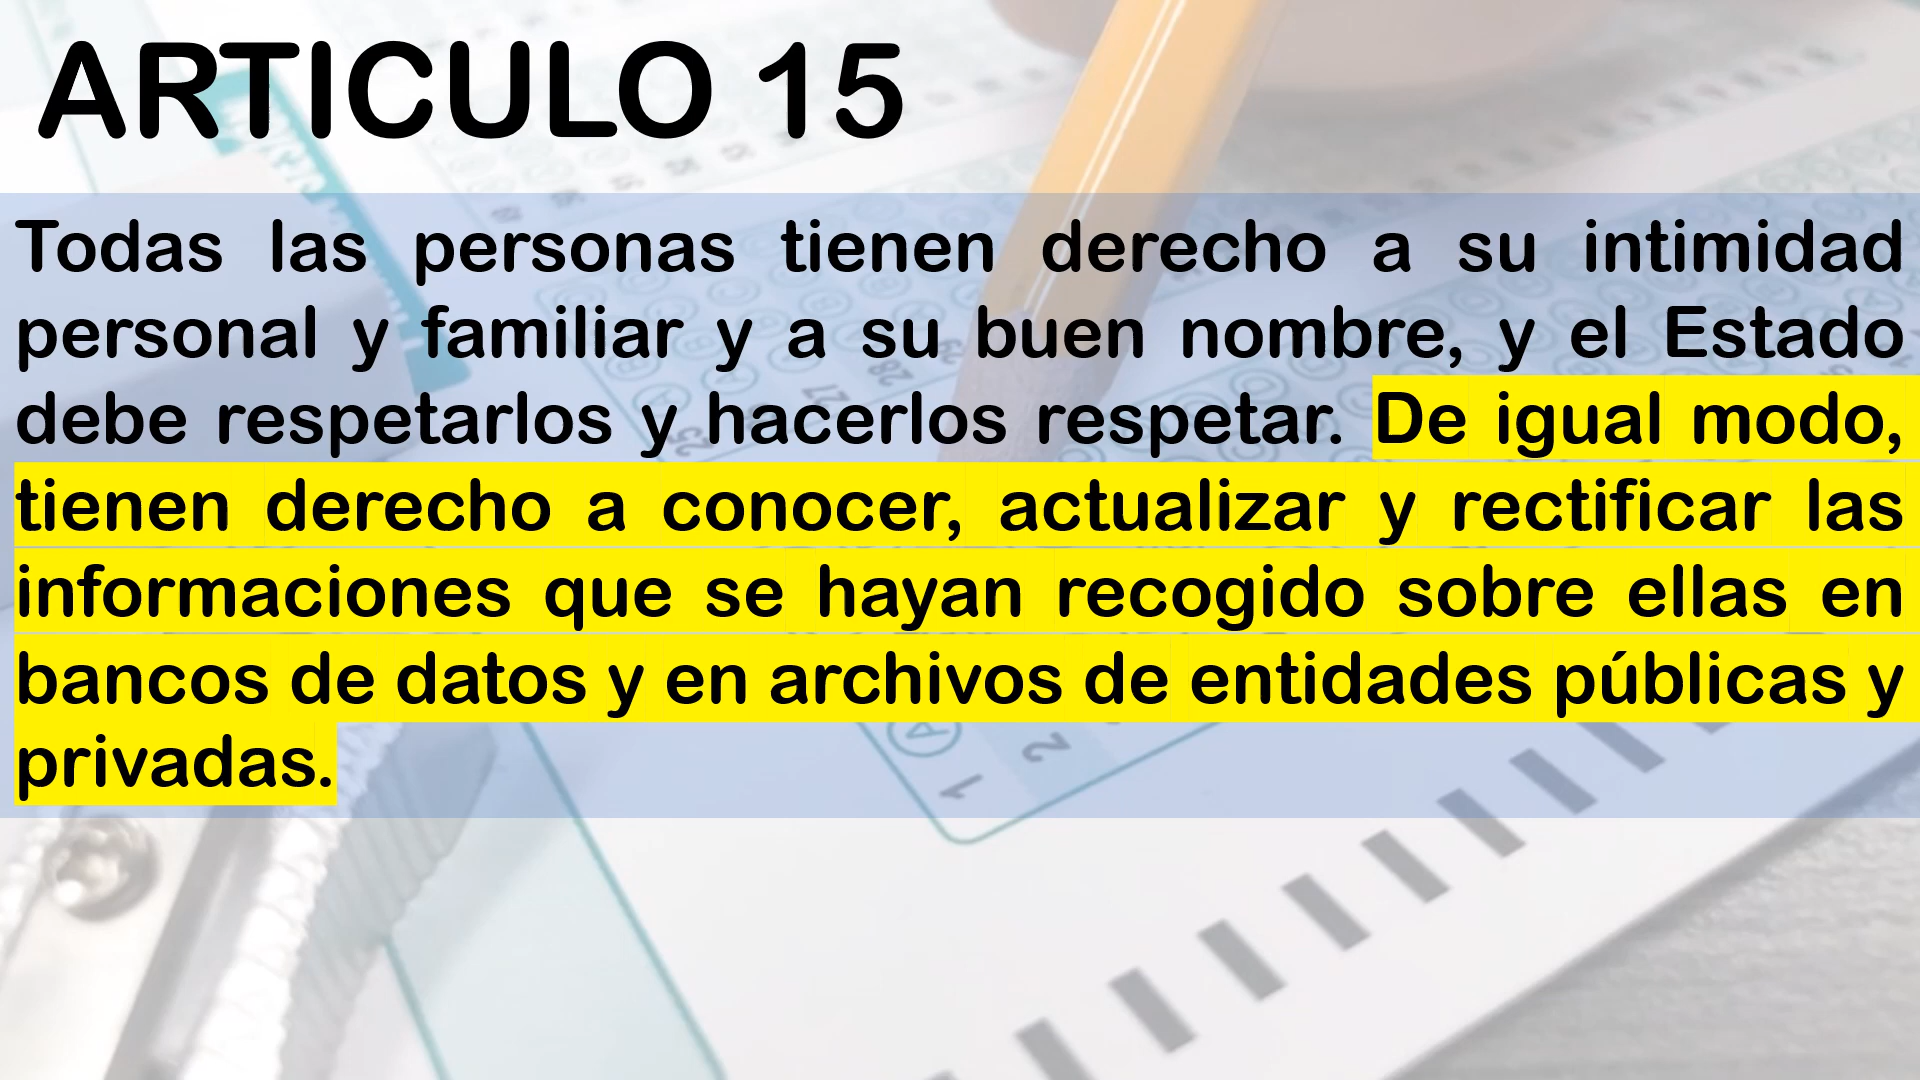 ARTICULO 15
Todas las personas tienen derecho a su intimidad
personal y familiar y a su buen nombre, y el Estado
debe respetarlos y hacerlos respetar. De igual modo,
tienen derecho a conocer, actualizar y rectificar las
informaciones que se hayan recogido sobre ellas en
bancos de datos y en archivos de entidades públicas y
privadas.